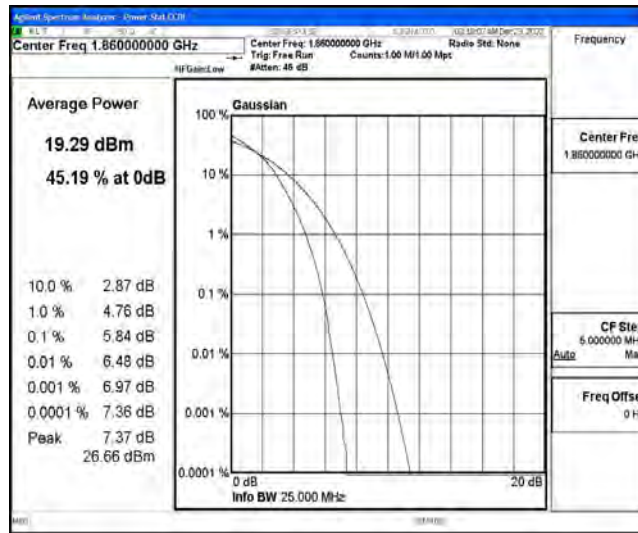 Agilent Spectrum Analyzer - Power Stat CCDF
Center Freq 1.860000000 GHz
Center Freq: 1.860000000 GHz
Radio Std: None
Trig: Free Run
Counts:1.00 M/1.00 Mpt
#IFGain:Low
#Atten: 46 dB
Frequency
Average Power
19.29 dBm
45.19 % at 0dB
10.0 % 2.87 dB
1.0 % 4.76 dB
0.1 % 5.84 dB
0.01 % 6.48 dB
0.001 % 6.97 dB
0.0001 % 7.36 dB
Peak 7.37 dB
26.66 dBm
Gaussian
100 %
10 %
1 %
0.1 %
0.01 %
0.001 %
0.0001 %
0 dB
20 dB
Info BW 25.000 MHz
Center Fre
1.860000000 GH
CF Ste
5.000000 MH
Auto Ma
Freq Offse
0 H
MSG
STATUS